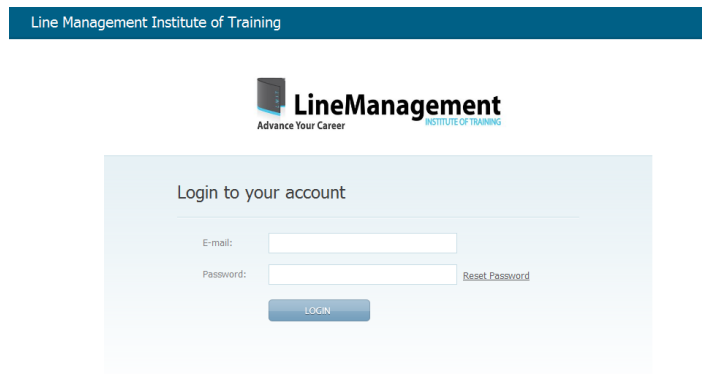 Line Management Institute of Training
LineManagement
Advance Your Career
INSTITUTE OF TRAINING
Login to your account
E-mail:
Password:
Reset Password
LOGIN